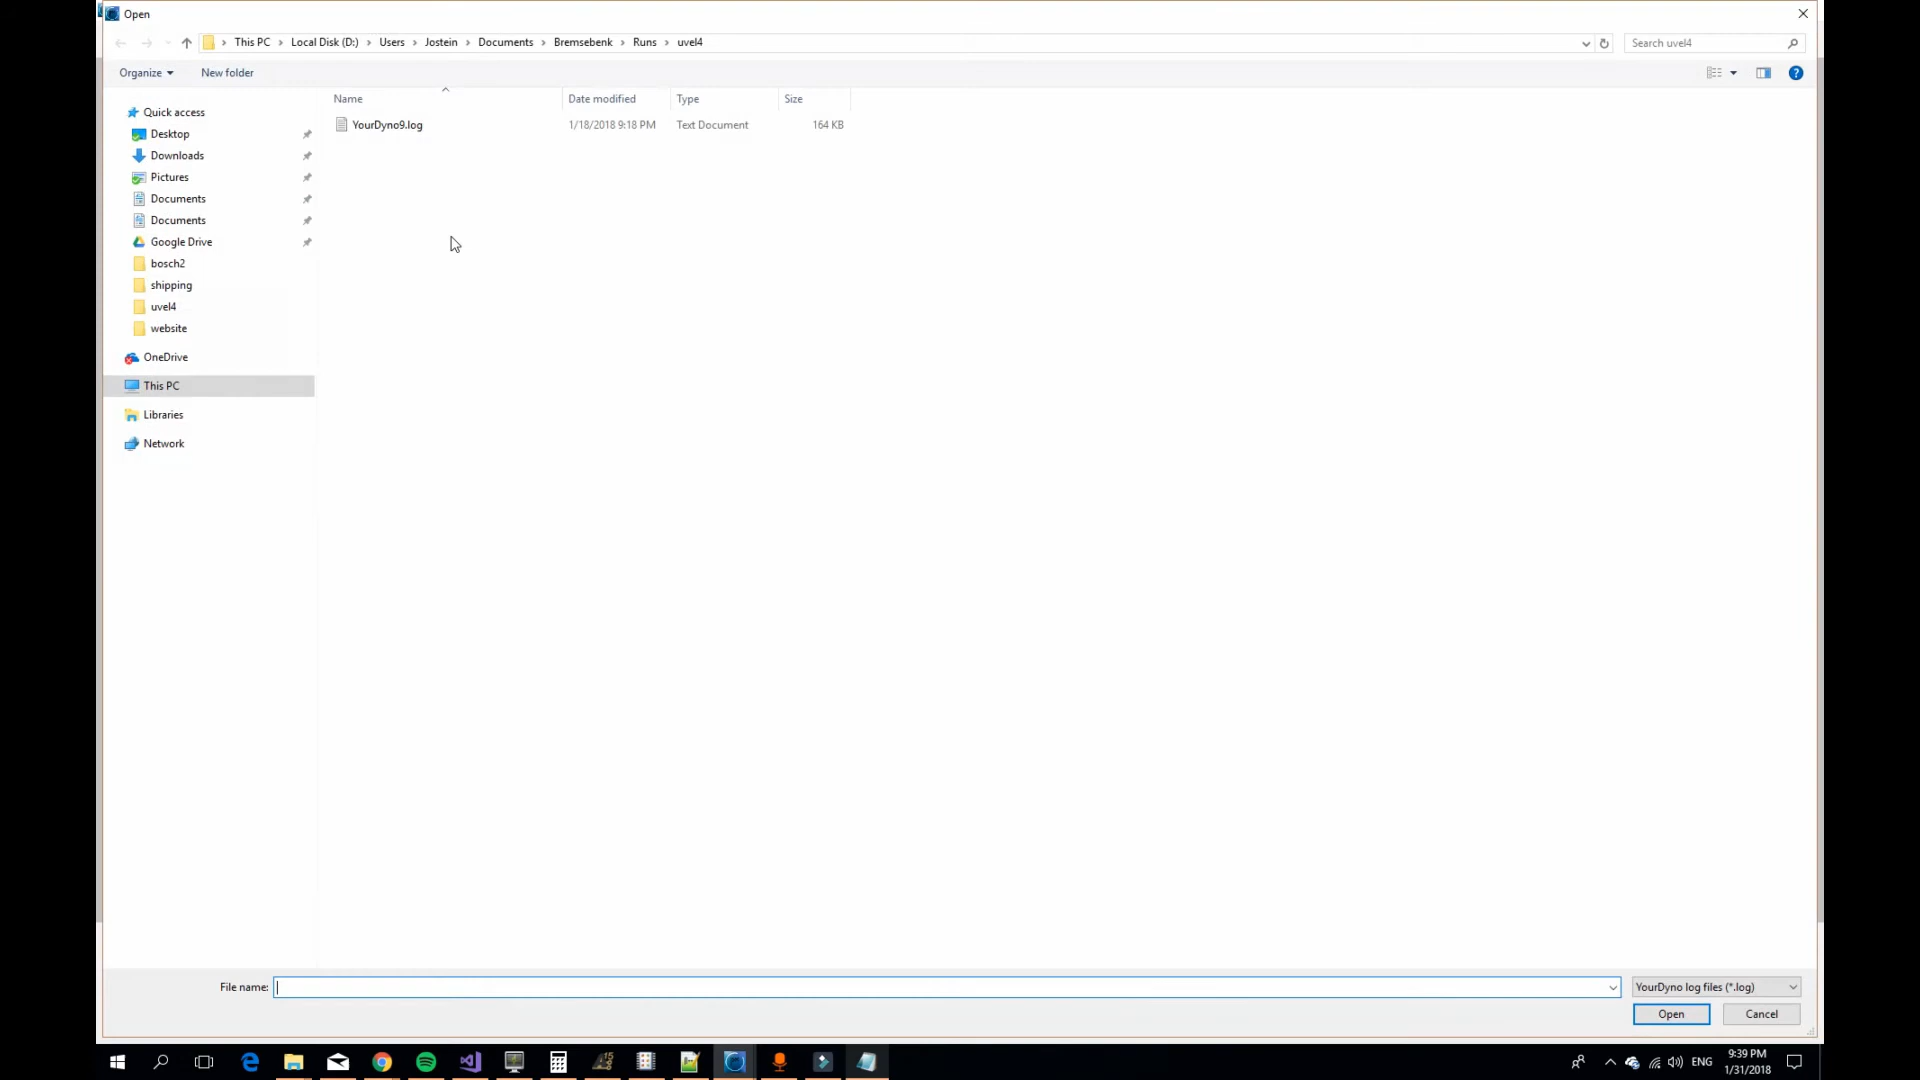 Open
This PC > Local Disk (D:) > Users > Jostein > Documents > Bremsebenk > Runs > uvel4
Search uvel4
Organize
New folder
Name Date modified Type Size
YourDyno9.log 1/18/2018 9:18 PM Text Document 164 KB
Quick access
Desktop
Downloads
Pictures
Documents
Documents
Google Drive
bosch2
shipping
uvel4
website
OneDrive
This PC
Libraries
Network
File name:
YourDyno log files (*.log)
Open
Cancel
ENG
9:39 PM
1/31/2018